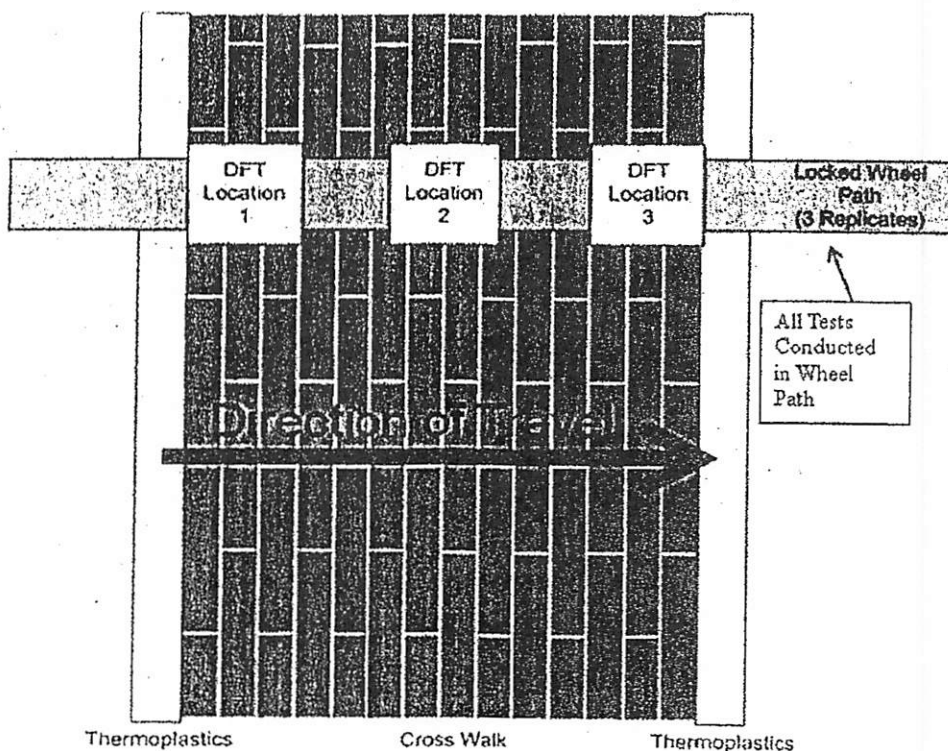 DFT
Location
1
DFT
Location
2
DFT
Location
3
Locked Wheel
Path
(3 Replicates)
All Tests
Conducted
in Wheel
Path
Direction of Travel
Thermoplastics
Cross Walk
Thermoplastics